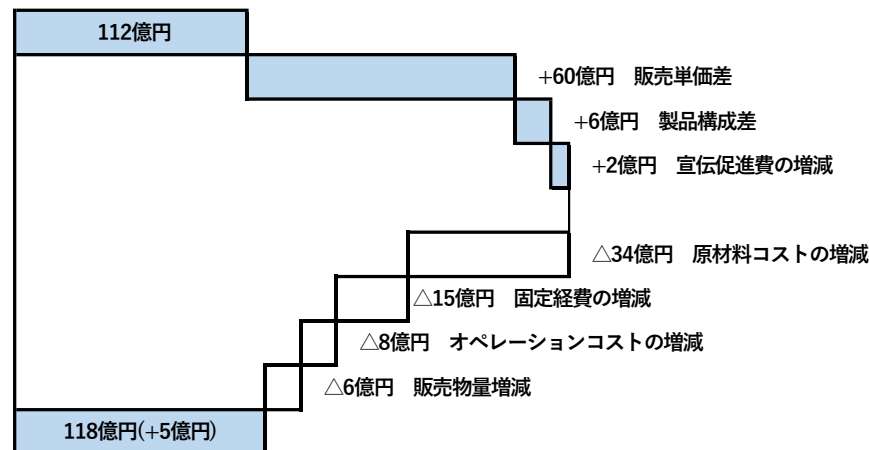 112億円
+60億円　販売単価差
+6億円　製品構成差
+2億円　宣伝促進費の増減
△34億円　原材料コストの増減
△15億円　固定経費の増減
△8億円　オペレーションコストの増減
△6億円　販売物量増減
118億円(+5億円)